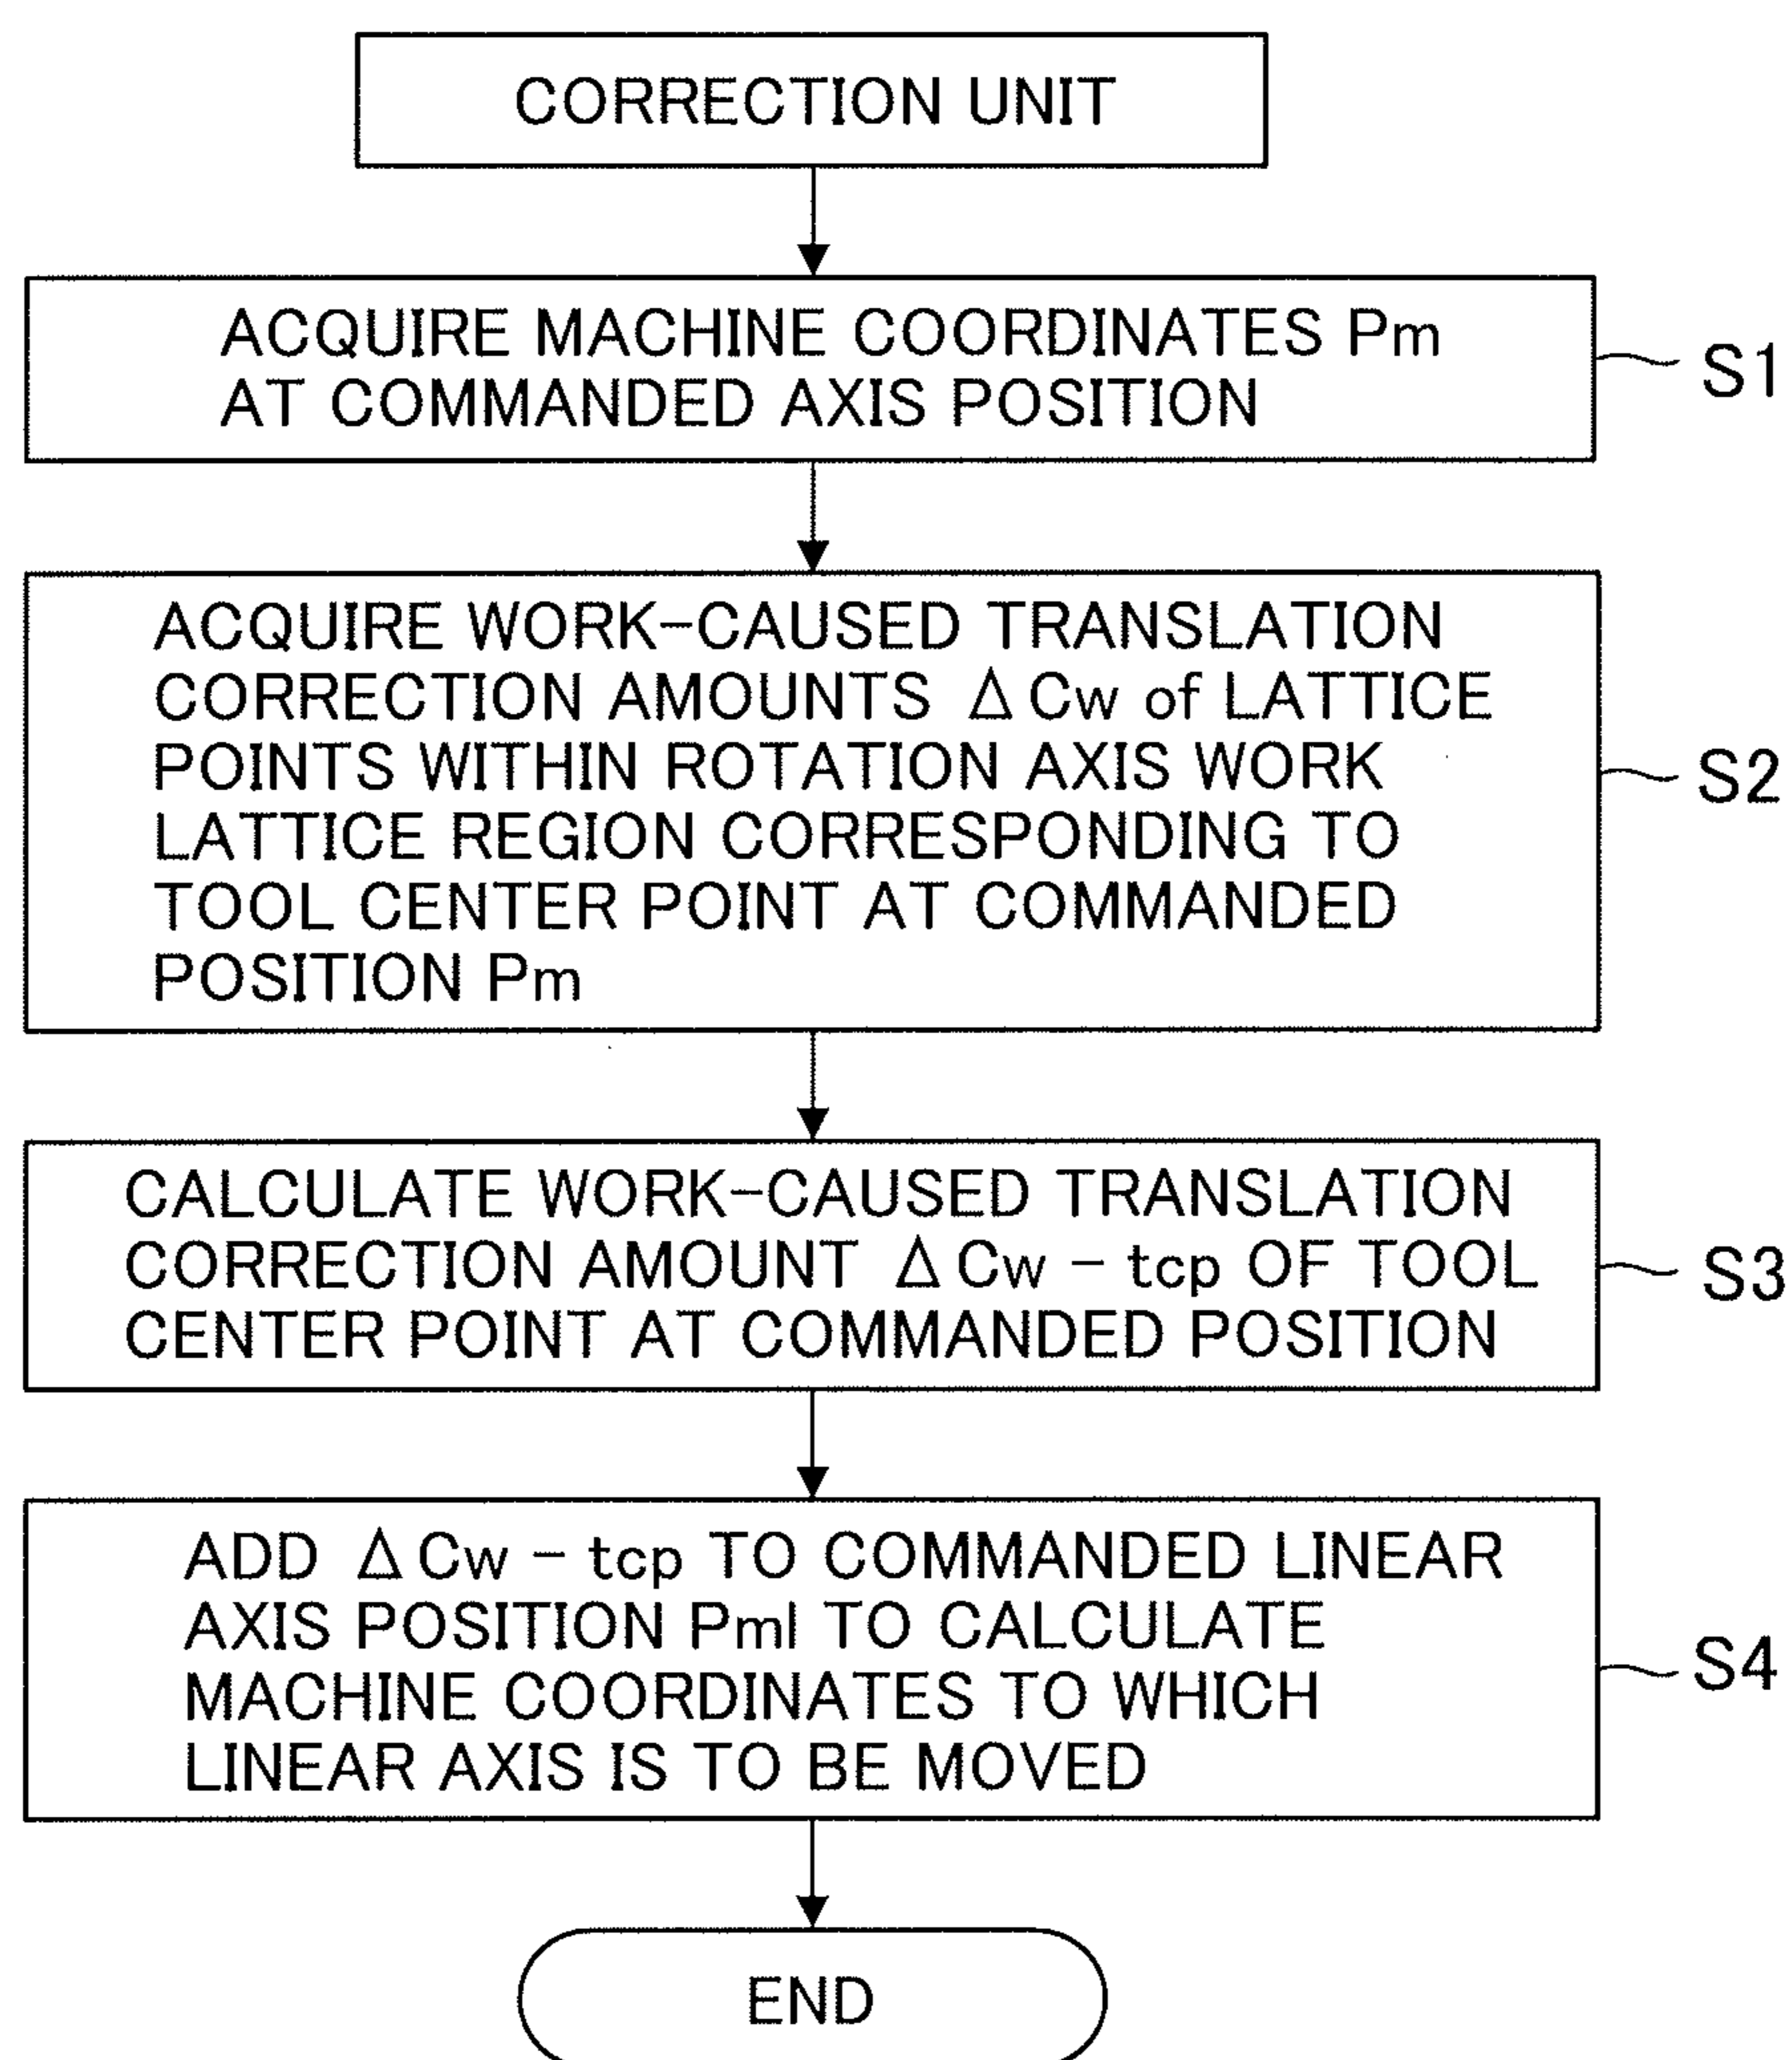 CORRECTION UNIT
ACQUIRE MACHINE COORDINATES Pm
AT COMMANDED AXIS POSITION
S1
ACQUIRE WORK-CAUSED TRANSLATION
CORRECTION AMOUNTS ΔCw of LATTICE
POINTS WITHIN ROTATION AXIS WORK
LATTICE REGION CORRESPONDING TO
TOOL CENTER POINT AT COMMANDED
POSITION Pm
S2
CALCULATE WORK-CAUSED TRANSLATION
CORRECTION AMOUNT ΔCw-tcp OF TOOL
CENTER POINT AT COMMANDED POSITION
S3
ADD ΔCw-tcp TO COMMANDED LINEAR
AXIS POSITION Pml TO CALCULATE
MACHINE COORDINATES TO WHICH
LINEAR AXIS IS TO BE MOVED
S4
END